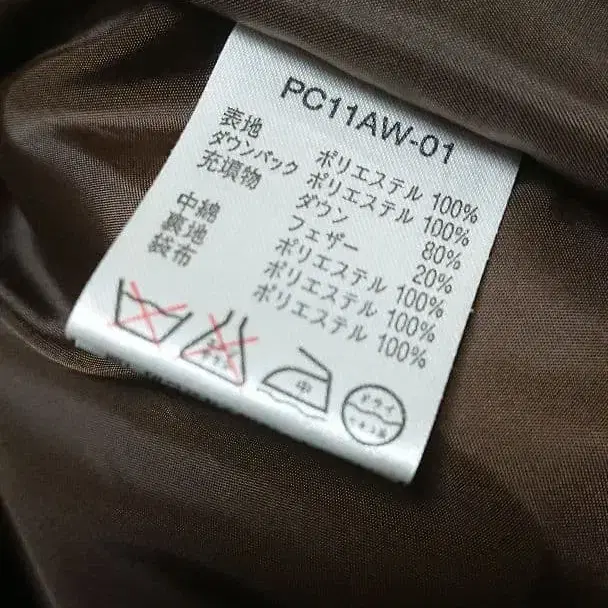 PC11AW-01
表地 ポリエステル 100%
ダウンパック ポリエステル 100%
充填物 ダウン 80%
フェザー 20%
中綿 ポリエステル 100%
裏地 ポリエステル 100%
袋布 ポリエステル 100%
中
ドライ